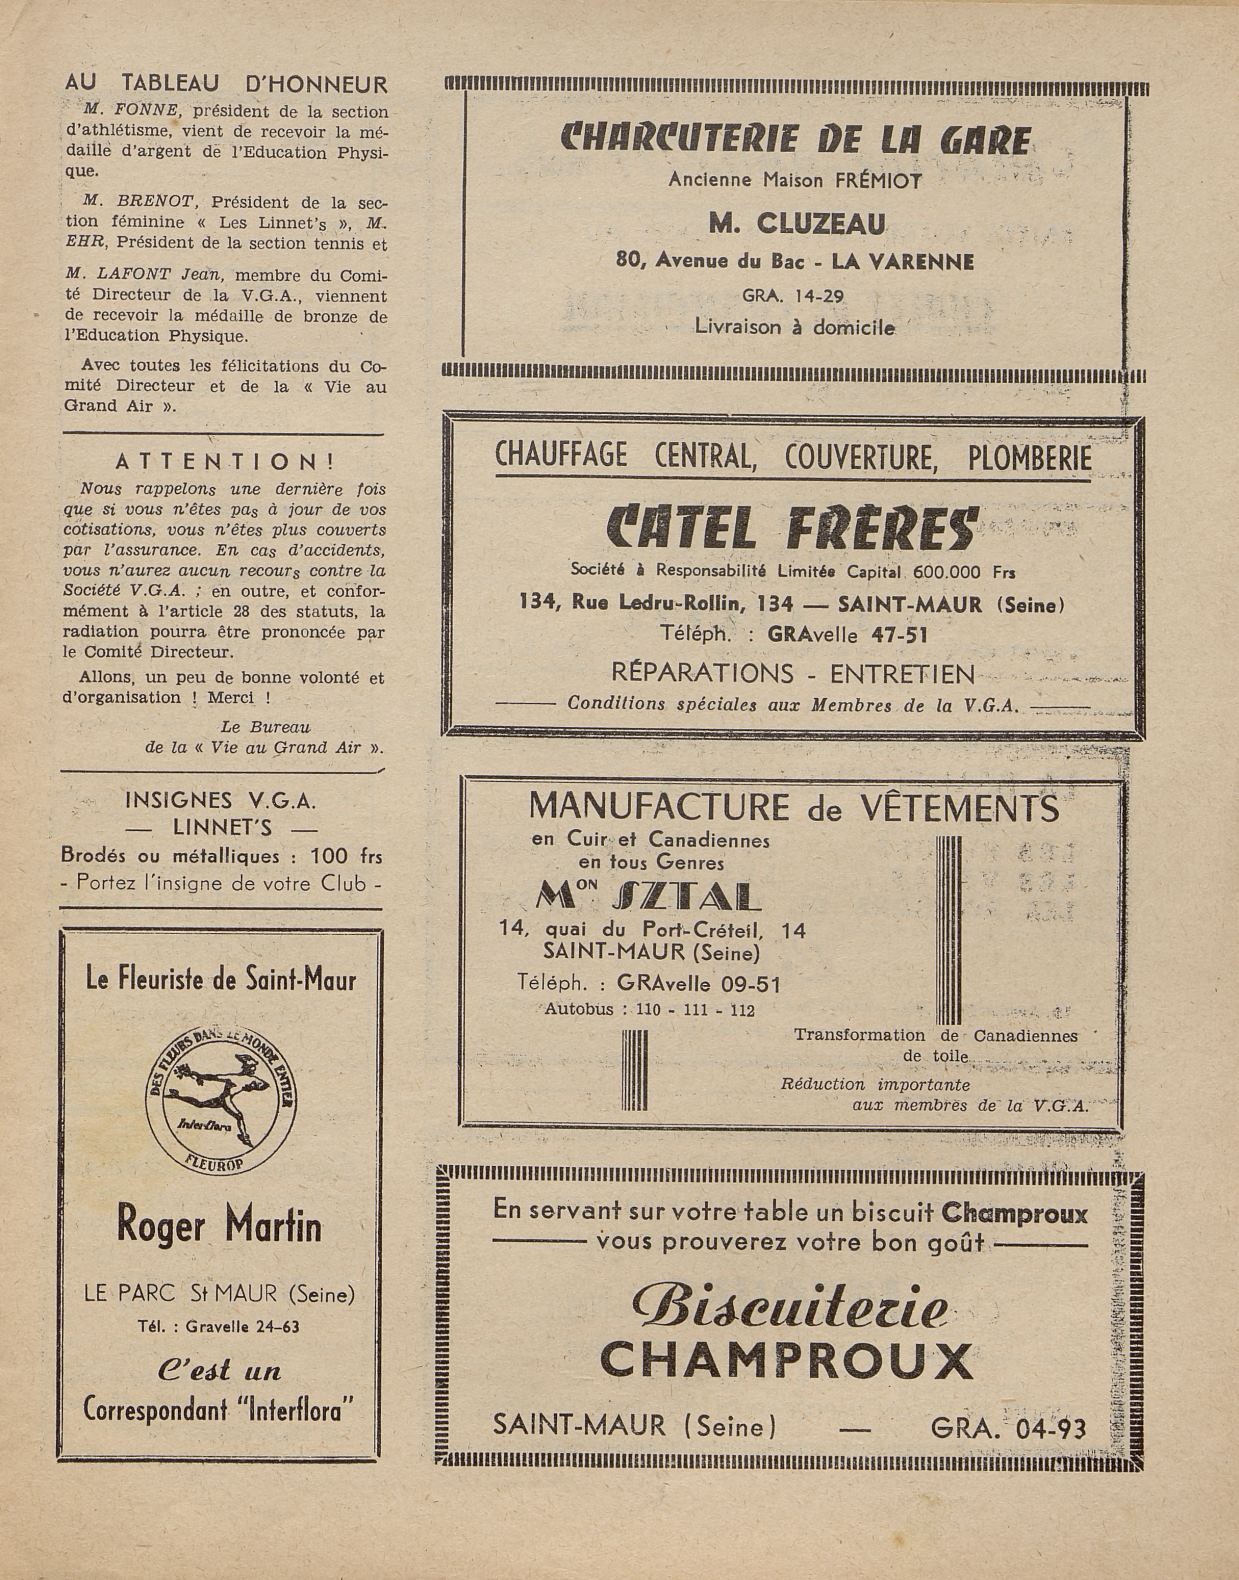 AU TABLEAU D'HONNEUR
M. FONNE, président de la section
d'athlétisme, vient de recevoir la mé-
daille d'argent de l'Education Physi-
que.
M. BRENOT, Président de la sec-
tion féminine « Les Linnet's », M.
EHR, Président de la section tennis et
M. LAFONT Jean, membre du Comi-
té Directeur de la V.G.A., viennent
de recevoir la médaille de bronze de
l'Education Physique.
Avec toutes les félicitations du Co-
mité Directeur et de la « Vie au
Grand Air ».
ATTENTION!
Nous rappelons une dernière fois
que si vous n'êtes pas à jour de vos
cotisations, vous n'êtes plus couverts
par l'assurance. En cas d'accidents,
vous n'aurez aucun recours contre la
Société V.G.A. ; en outre, et confor-
mément à l'article 28 des statuts, la
radiation pourra être prononcée par
le Comité Directeur.
Allons, un peu de bonne volonté et
d'organisation ! Merci !
Le Bureau
de la « Vie au Grand Air ».
INSIGNES V.G.A.
— LINNET'S —
Brodés ou métalliques : 100 frs
- Portez l'insigne de votre Club -
Le Fleuriste de Saint-Maur
DES FLEURS DANS LE MONDE ENTIER
Interflora
FLEUROP
Roger Martin
LE PARC St MAUR (Seine)
Tél. : Gravelle 24-63
C'est un
Correspondant "Interflora"
CHARCUTERIE DE LA GARE
Ancienne Maison FRÉMIOT
M. CLUZEAU
80, Avenue du Bac - LA VARENNE
GRA. 14-29
Livraison à domicile
CHAUFFAGE CENTRAL, COUVERTURE, PLOMBERIE
CATEL FRÈRES
Société à Responsabilité Limitée Capital 600.000 Frs
134, Rue Ledru-Rollin, 134 — SAINT-MAUR (Seine)
Téléph. : GRAvelle 47-51
RÉPARATIONS - ENTRETIEN
Conditions spéciales aux Membres de la V.G.A.
MANUFACTURE de VÊTEMENTS
en Cuir et Canadiennes
en tous Genres
MON SZTAL
14, quai du Port-Créteil, 14
SAINT-MAUR (Seine)
Téléph. : GRAvelle 09-51
Autobus : 110 - 111 - 112
Transformation de Canadiennes
de toile
Réduction importante
aux membres de la V.G.A.
En servant sur votre table un biscuit Champroux
vous prouverez votre bon goût
Biscuiterie
CHAMPROUX
SAINT-MAUR (Seine) — GRA. 04-93